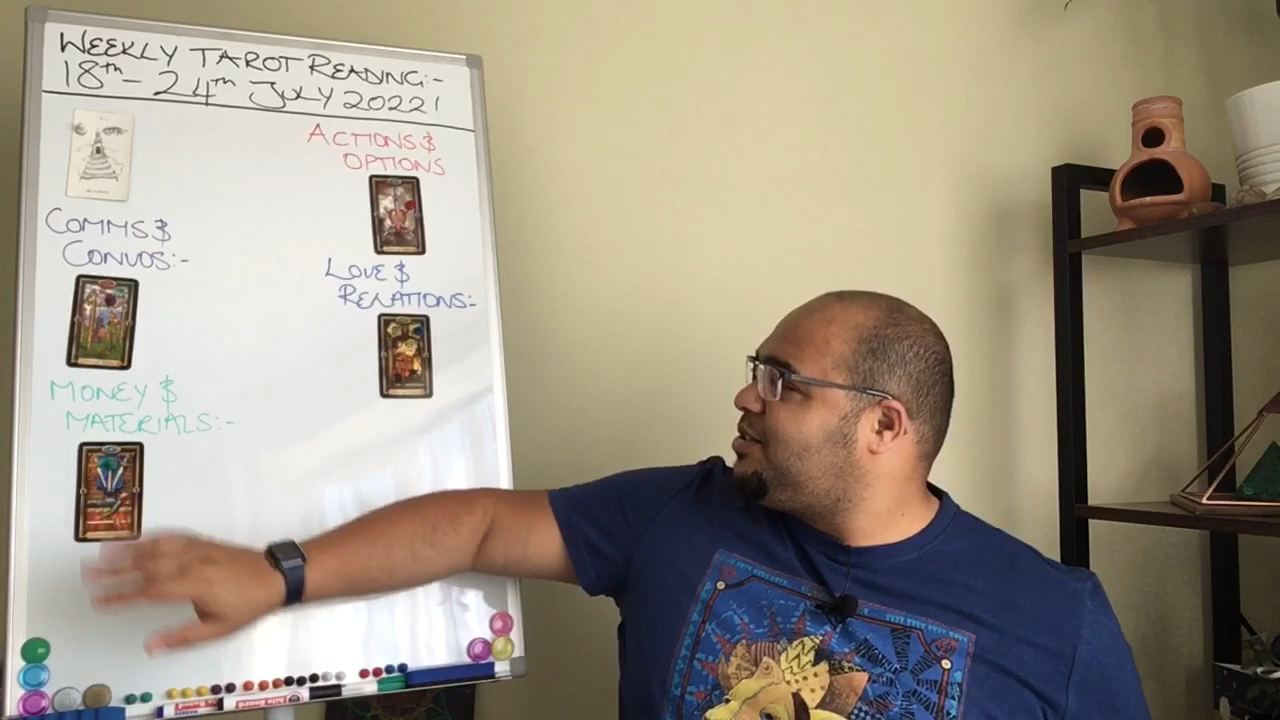 WEEKLY TAROT READING:-
18TH - 24TH JULY 2022!
ACTIONS &
OPTIONS
COMMS &
CONVOS:-
LOVE &
RELATIONS:-
MONEY &
MATERIALS:-